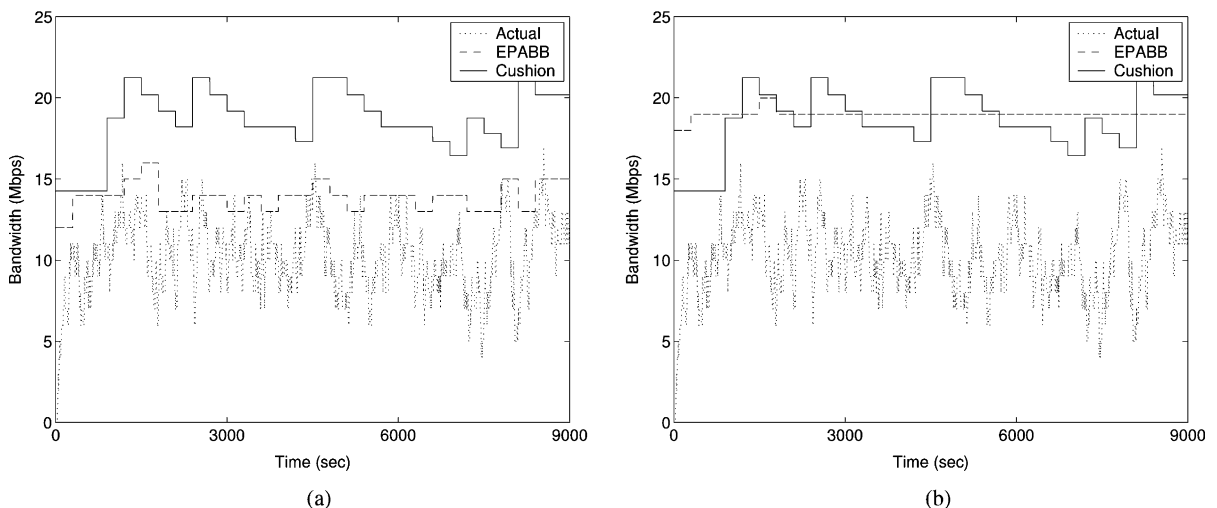 25
20
15
10
5
0
Bandwidth (Mbps)
Actual
EPABB
Cushion
0
3000
6000
9000
Time (sec)
(a)
25
20
15
10
5
0
Bandwidth (Mbps)
Actual
EPABB
Cushion
0
3000
6000
9000
Time (sec)
(b)